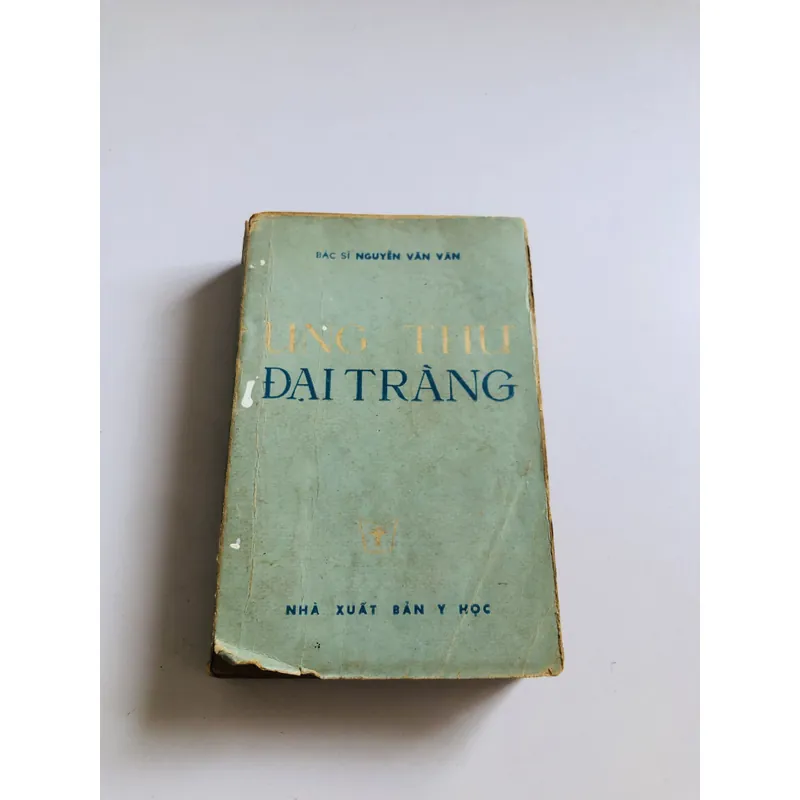 BÁC SĨ NGUYỄN VĂN VÂN
UNG THƯ
ĐẠI TRÀNG
NHÀ XUẤT BẢN Y HỌC